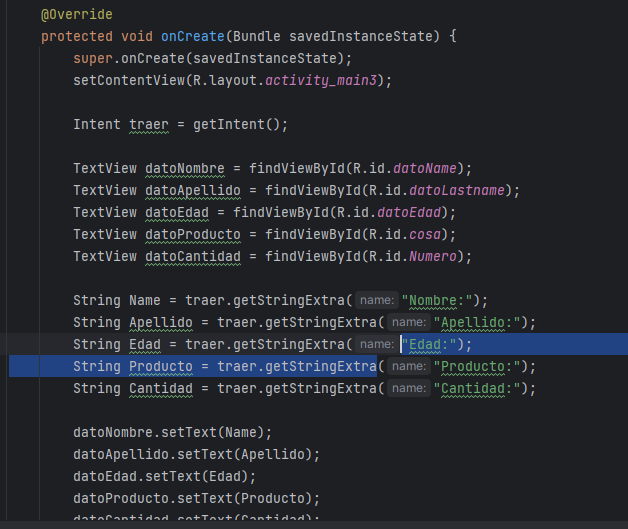 @Override
protected void onCreate(Bundle savedInstanceState) {
super.onCreate(savedInstanceState);
setContentView(R.layout.activity_main3);
Intent traer = getIntent();
TextView datoNombre = findViewById(R.id.datoName);
TextView datoApellido = findViewById(R.id.datoLastname);
TextView datoEdad = findViewById(R.id.datoEdad);
TextView datoProducto = findViewById(R.id.cosa);
TextView datoCantidad = findViewById(R.id.Numero);
String Name = traer.getStringExtra( name: "Nombre:");
String Apellido = traer.getStringExtra( name: "Apellido:");
String Edad = traer.getStringExtra( name: "Edad:");
String Producto = traer.getStringExtra( name: "Producto:");
String Cantidad = traer.getStringExtra( name: "Cantidad:");
datoNombre.setText(Name);
datoApellido.setText(Apellido);
datoEdad.setText(Edad);
datoProducto.setText(Producto);
datoCantidad.setText(Cantidad);